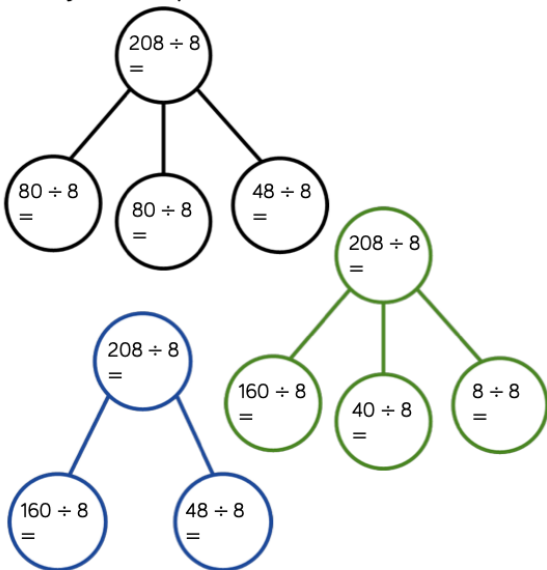 208 ÷ 8
=
80 ÷ 8
=
80 ÷ 8
=
48 ÷ 8
=
208 ÷ 8
=
160 ÷ 8
=
40 ÷ 8
=
8 ÷ 8
=
208 ÷ 8
=
160 ÷ 8
=
48 ÷ 8
=